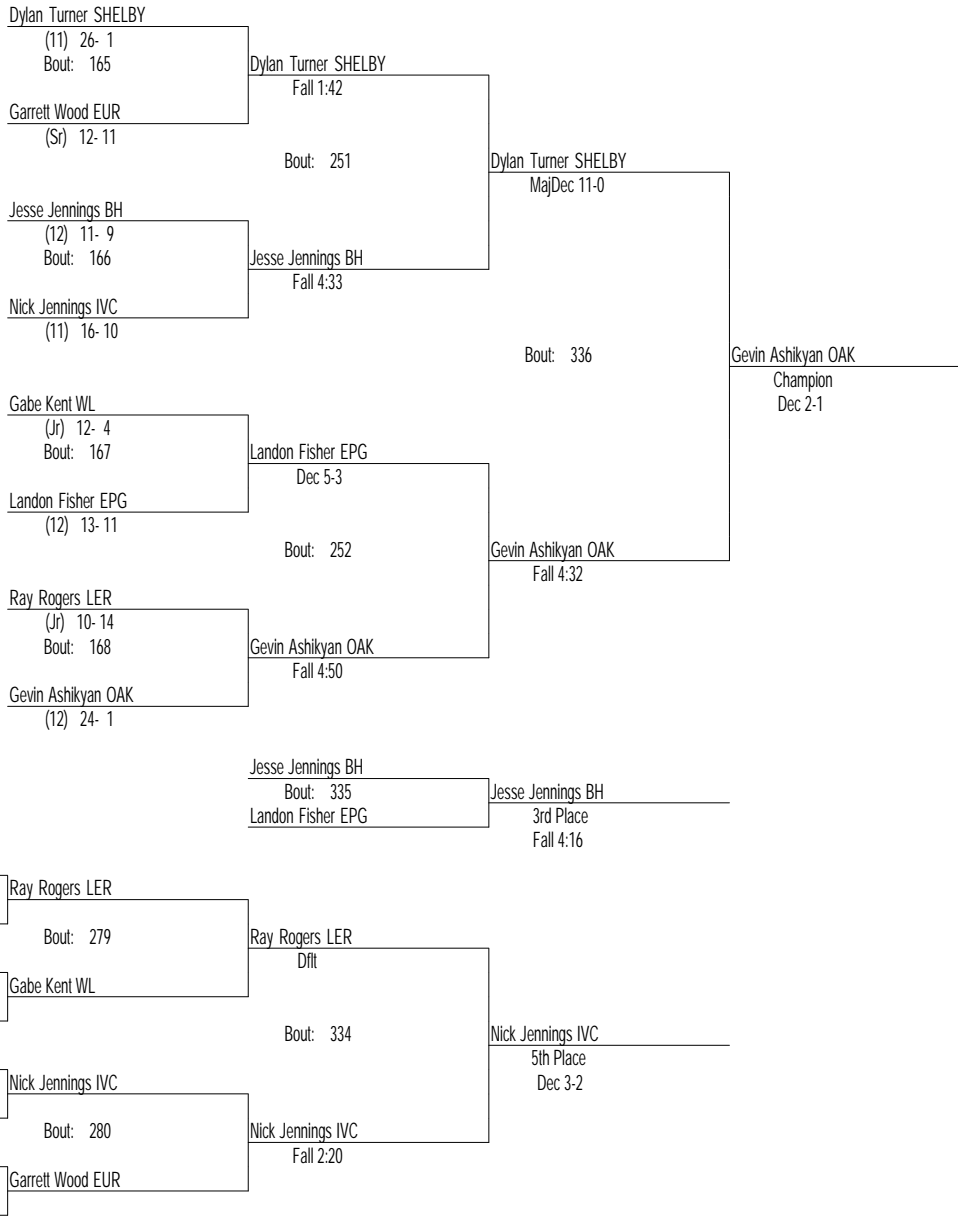 Dylan Turner SHELBY
(11) 26- 1
Bout: 165
Garrett Wood EUR
(Sr) 12- 11
Jesse Jennings BH
(12) 11- 9
Bout: 166
Nick Jennings IVC
(11) 16- 10
Gabe Kent WL
(Jr) 12- 4
Bout: 167
Landon Fisher EPG
(12) 13- 11
Ray Rogers LER
(Jr) 10- 14
Bout: 168
Gevin Ashikyan OAK
(12) 24- 1
Dylan Turner SHELBY
Fall 1:42
Bout: 251
Jesse Jennings BH
Fall 4:33
Landon Fisher EPG
Dec 5-3
Bout: 252
Gevin Ashikyan OAK
Fall 4:50
Dylan Turner SHELBY
MajDec 11-0
Bout: 336
Gevin Ashikyan OAK
Fall 4:32
Gevin Ashikyan OAK
Champion
Dec 2-1
Jesse Jennings BH
Bout: 335
Landon Fisher EPG
Jesse Jennings BH
3rd Place
Fall 4:16
Ray Rogers LER
Bout: 279
Gabe Kent WL
Nick Jennings IVC
Bout: 280
Garrett Wood EUR
Ray Rogers LER
Dflt
Bout: 334
Nick Jennings IVC
Fall 2:20
Nick Jennings IVC
5th Place
Dec 3-2